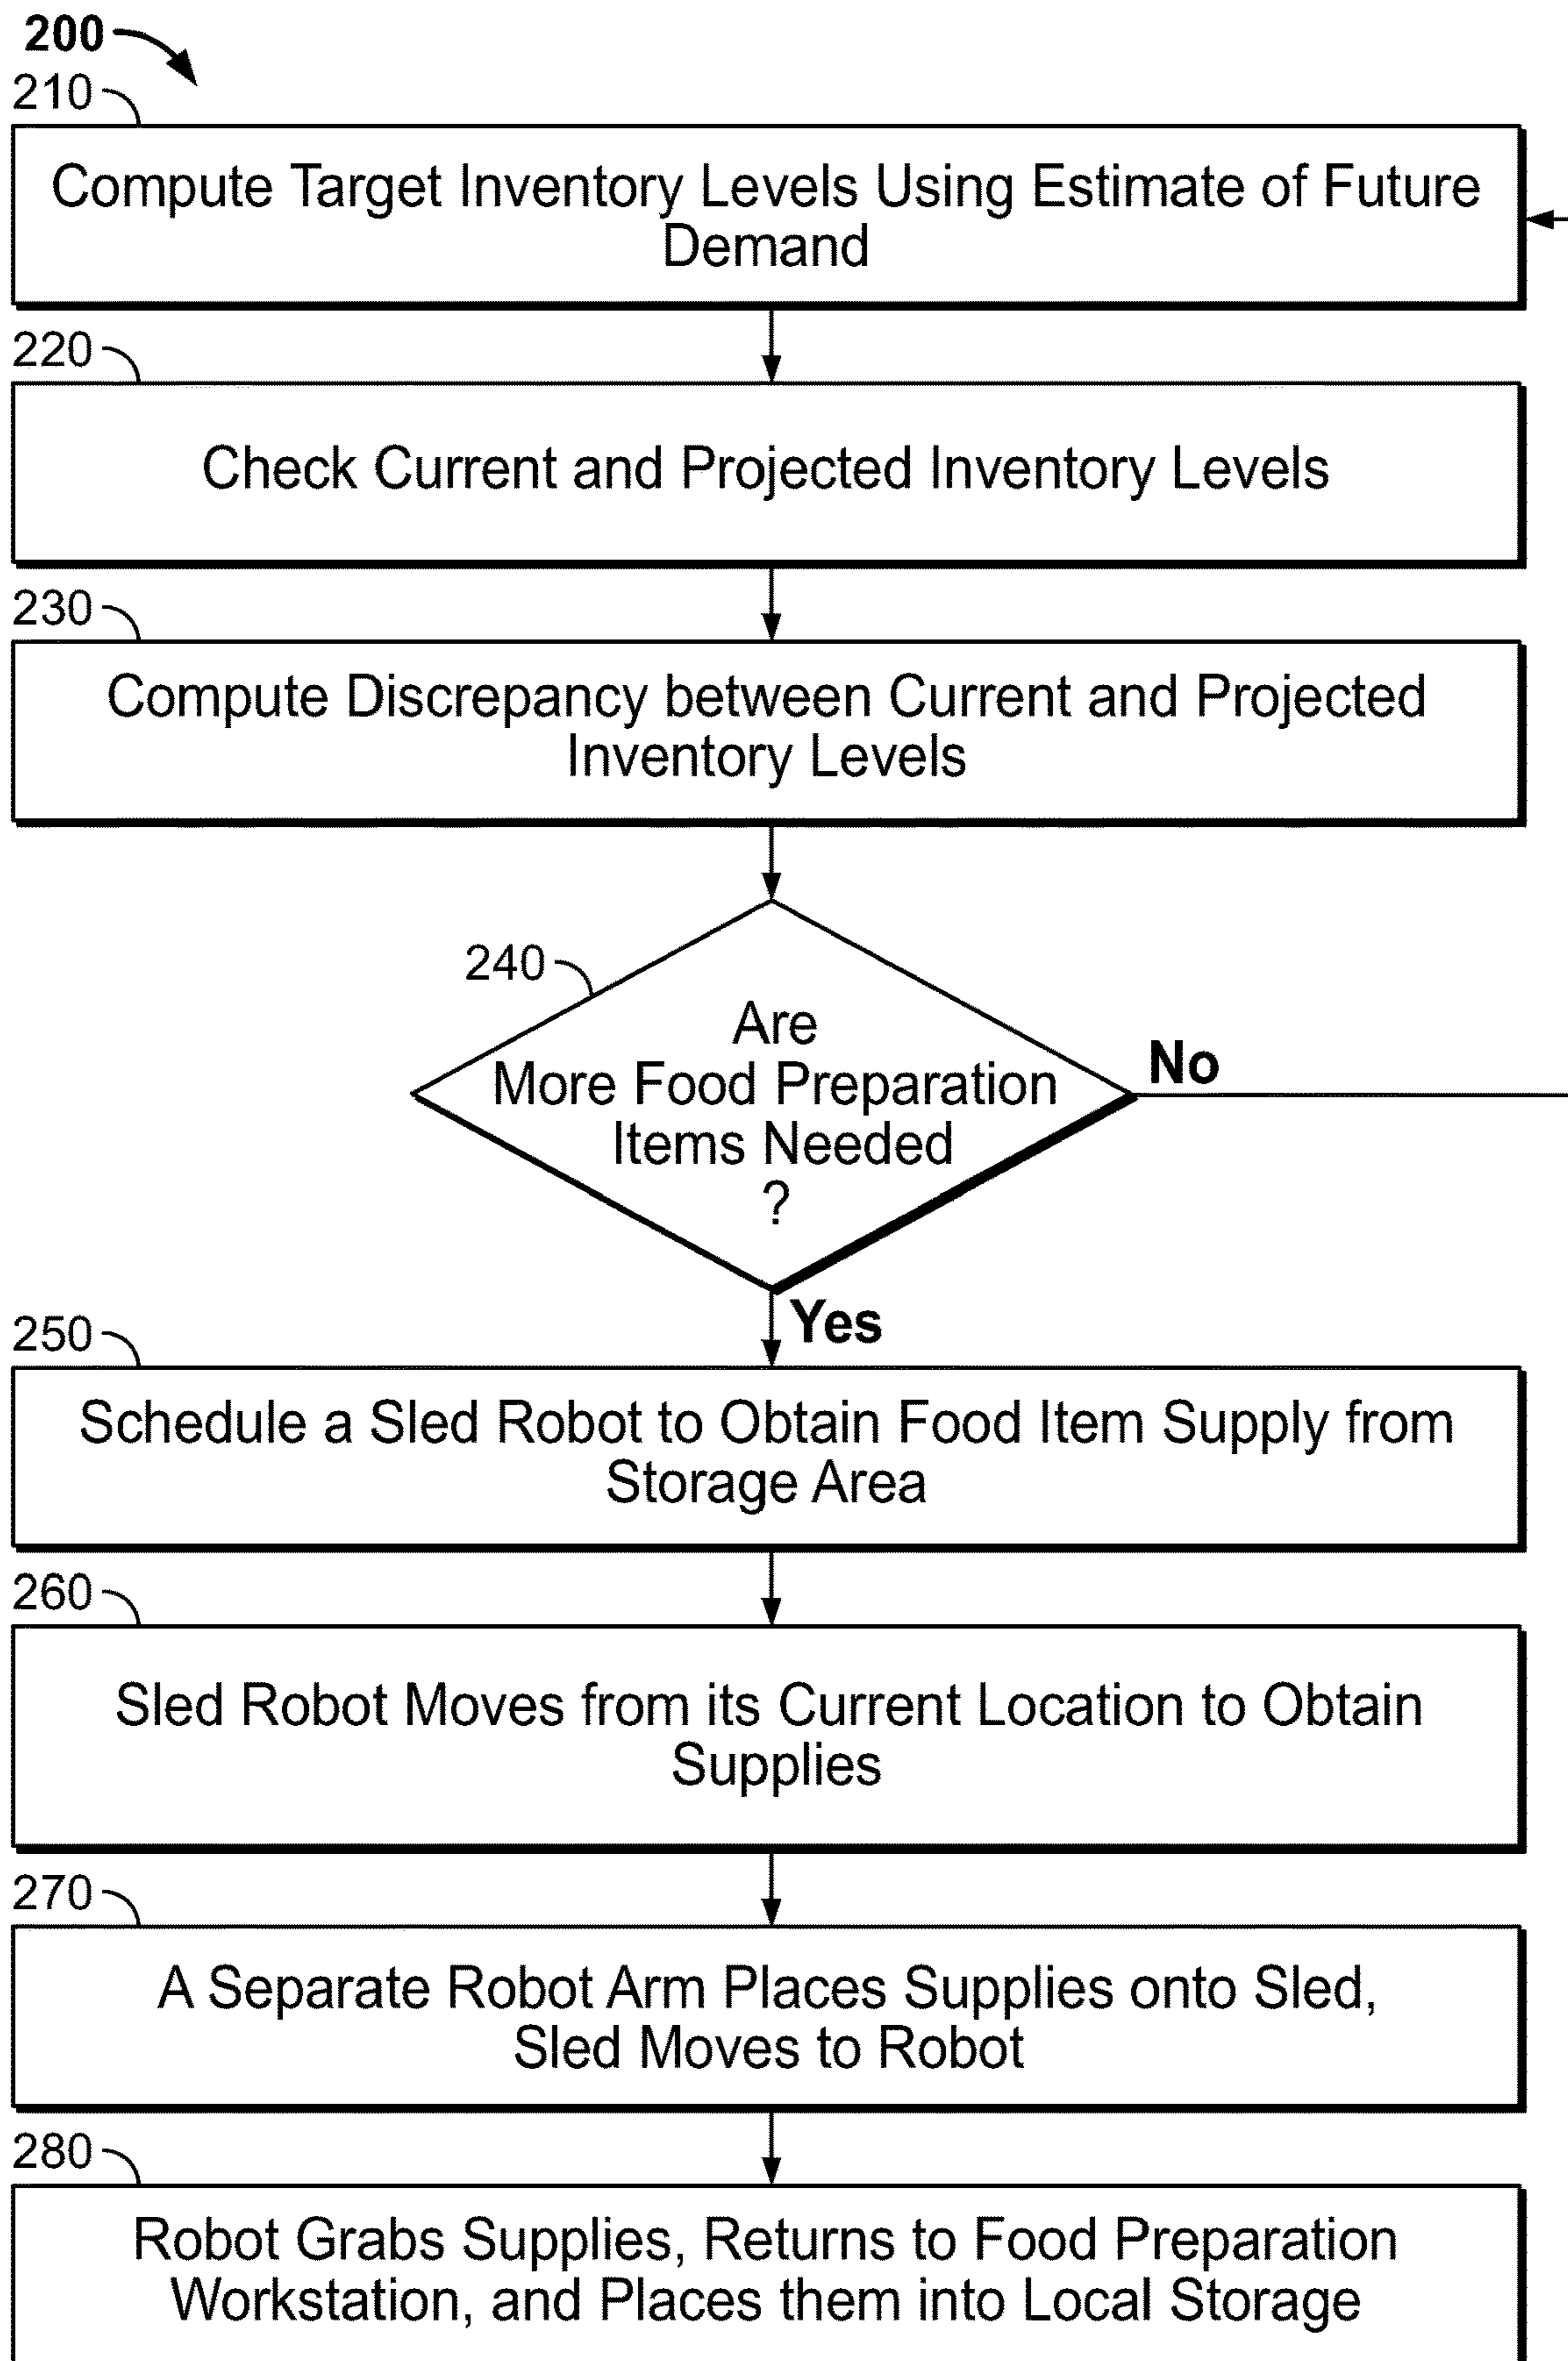 200
210
Compute Target Inventory Levels Using Estimate of Future
Demand
220
Check Current and Projected Inventory Levels
230
Compute Discrepancy between Current and Projected
Inventory Levels
240
Are
More Food Preparation
Items Needed
?
No
Yes
250
Schedule a Sled Robot to Obtain Food Item Supply from
Storage Area
260
Sled Robot Moves from its Current Location to Obtain
Supplies
270
A Separate Robot Arm Places Supplies onto Sled,
Sled Moves to Robot
280
Robot Grabs Supplies, Returns to Food Preparation
Workstation, and Places them into Local Storage